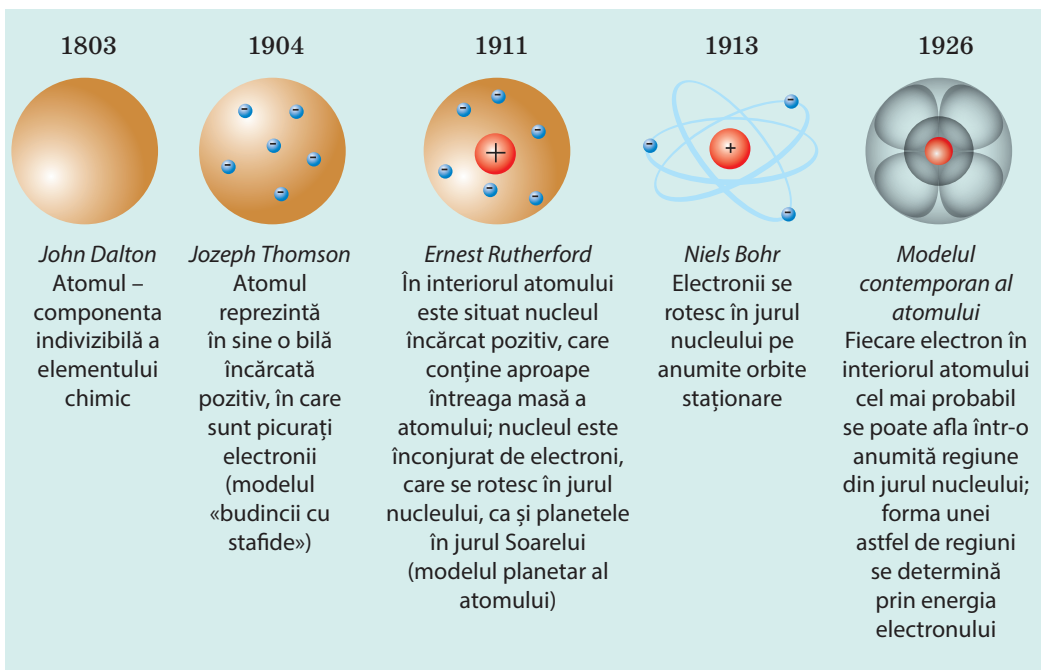 1803
John Dalton
Atomul –
componenta
indivizibilă a
elementului
chimic
1904
Jozeph Thomson
Atomul
reprezintă
în sine o bilă
încărcată
pozitiv, în care
sunt picurați
electronii
(modelul
«budincii cu
stafide»)
1911
+
Ernest Rutherford
În interiorul atomului
este situat nucleul
încărcat pozitiv, care
conține aproape
întreaga masă a
atomului; nucleul este
înconjurat de electroni,
care se rotesc în jurul
nucleului, ca și planetele
în jurul Soarelui
(modelul planetar al
atomului)
1913
+
Niels Bohr
Electronii se
rotesc în jurul
nucleului pe
anumite orbite
staționare
1926
Modelul
contemporan al
atomului
Fiecare electron în
interiorul atomului
cel mai probabil
se poate afla într-o
anumită regiune
din jurul nucleului;
forma unei
astfel de regiuni
se determină
prin energia
electronului